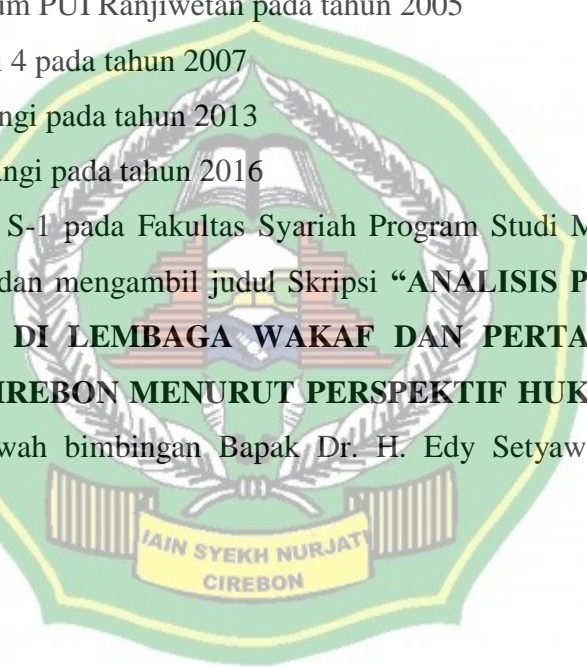 um PUI Ranjiwetan pada tahun 2005
i 4 pada tahun 2007
ngi pada tahun 2013
angi pada tahun 2016
S-1 pada Fakultas Syariah Program Studi M
dan mengambil judul Skripsi “ANALISIS P
DI LEMBAGA WAKAF DAN PERTA
IREBON MENURUT PERSPEKTIF HUK
wah bimbingan Bapak Dr. H. Edy Setyaw
IAIN SYEKH NURJATI
CIREBON